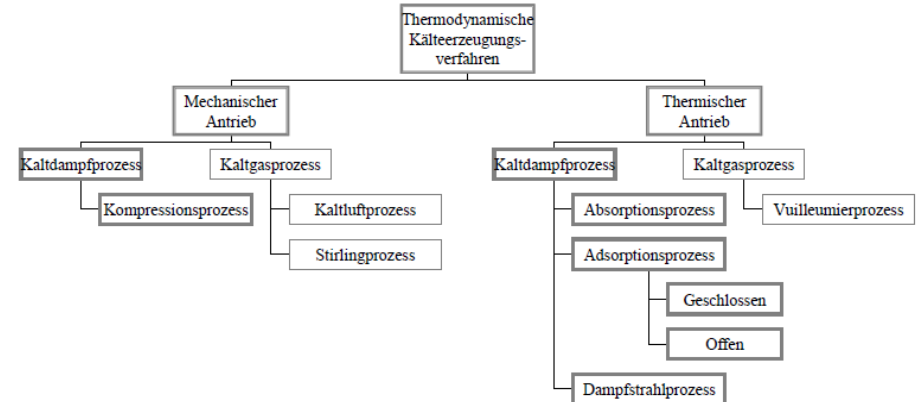 Thermodynamische
Kälteerzeugungs-
verfahren
Mechanischer
Antrieb
Thermischer
Antrieb
Kaltdampfprozess
Kaltgasprozess
Kaltdampfprozess
Kaltgasprozess
Kompressionsprozess
Kaltluftprozess
Absorptionsprozess
Vuilleumierprozess
Stirlingprozess
Adsorptionsprozess
Geschlossen
Offen
Dampfstrahlprozess